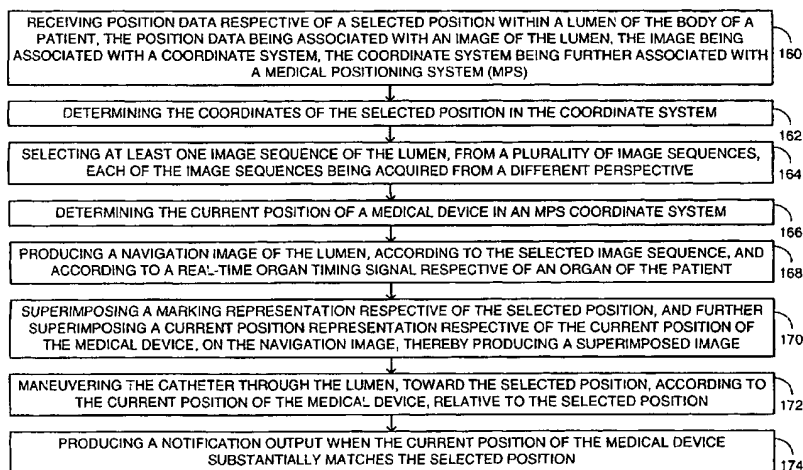 RECEIVING POSITION DATA RESPECTIVE OF A SELECTED POSITION WITHIN A LUMEN OF THE BODY OF A
PATIENT, THE POSITION DATA BEING ASSOCIATED WITH AN IMAGE OF THE LUMEN, THE IMAGE BEING
ASSOCIATED WITH A COORDINATE SYSTEM, THE COORDINATE SYSTEM BEING FURTHER ASSOCIATED WITH
A MEDICAL POSITIONING SYSTEM (MPS)
160
DETERMINING THE COORDINATES OF THE SELECTED POSITION IN THE COORDINATE SYSTEM
162
SELECTING AT LEAST ONE IMAGE SEQUENCE OF THE LUMEN, FROM A PLURALITY OF IMAGE SEQUENCES,
EACH OF THE IMAGE SEQUENCES BEING ACQUIRED FROM A DIFFERENT PERSPECTIVE
164
DETERMINING THE CURRENT POSITION OF A MEDICAL DEVICE IN AN MPS COORDINATE SYSTEM
166
PRODUCING A NAVIGATION IMAGE OF THE LUMEN, ACCORDING TO THE SELECTED IMAGE SEQUENCE, AND
ACCORDING TO A REAL-TIME ORGAN TIMING SIGNAL RESPECTIVE OF AN ORGAN OF THE PATIENT
168
SUPERIMPOSING A MARKING REPRESENTATION RESPECTIVE OF THE SELECTED POSITION, AND FURTHER
SUPERIMPOSING A CURRENT POSITION REPRESENTATION RESPECTIVE OF THE CURRENT POSITION OF
THE MEDICAL DEVICE, ON THE NAVIGATION IMAGE, THEREBY PRODUCING A SUPERIMPOSED IMAGE
170
MANEUVERING THE CATHETER THROUGH THE LUMEN, TOWARD THE SELECTED POSITION, ACCORDING TO
THE CURRENT POSITION OF THE MEDICAL DEVICE, RELATIVE TO THE SELECTED POSITION
172
PRODUCING A NOTIFICATION OUTPUT WHEN THE CURRENT POSITION OF THE MEDICAL DEVICE
SUBSTANTIALLY MATCHES THE SELECTED POSITION
174